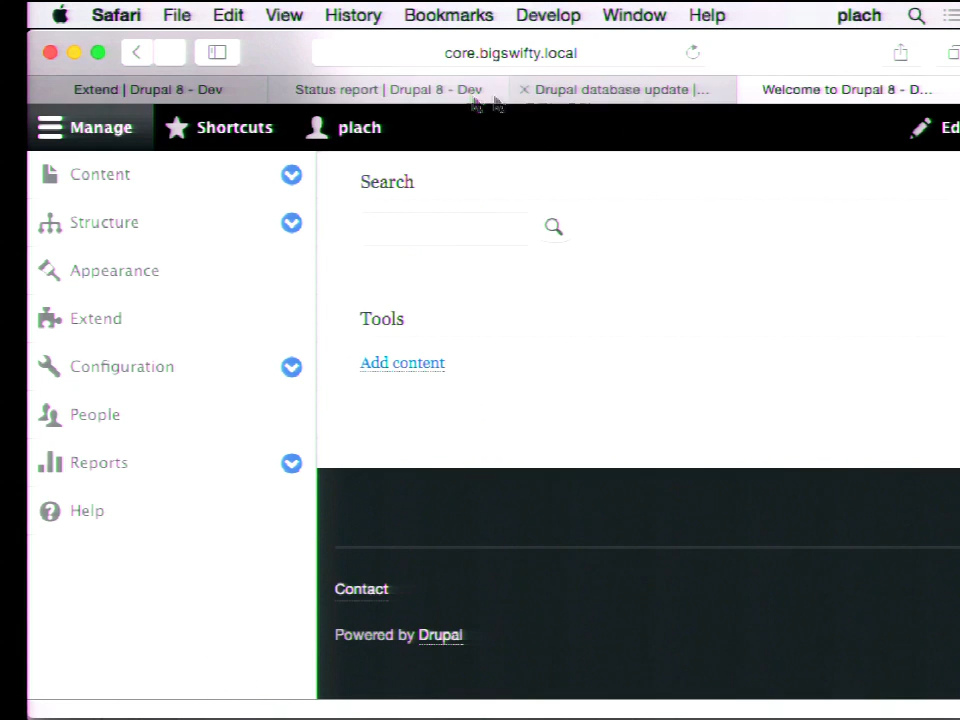 Safari File Edit View History Bookmarks Develop Window Help plach
core.bigswifty.local
Extend | Drupal 8 - Dev Status report | Drupal 8 - Dev Drupal database update |... Welcome to Drupal 8 - D...
Manage Shortcuts plach Ed
Content
Structure
Appearance
Extend
Configuration
People
Reports
Help
Search
Tools
Add content
Contact
Powered by Drupal